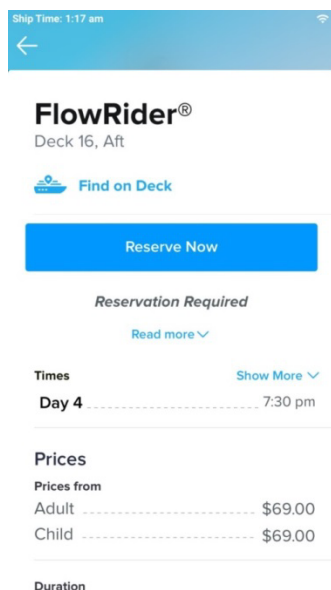 Ship Time: 1:17 am
FlowRider®
Deck 16, Aft
Find on Deck
Reserve Now
Reservation Required
Read more
Times Show More
Day 4 7:30 pm
Prices
Prices from
Adult $69.00
Child $69.00
Duration